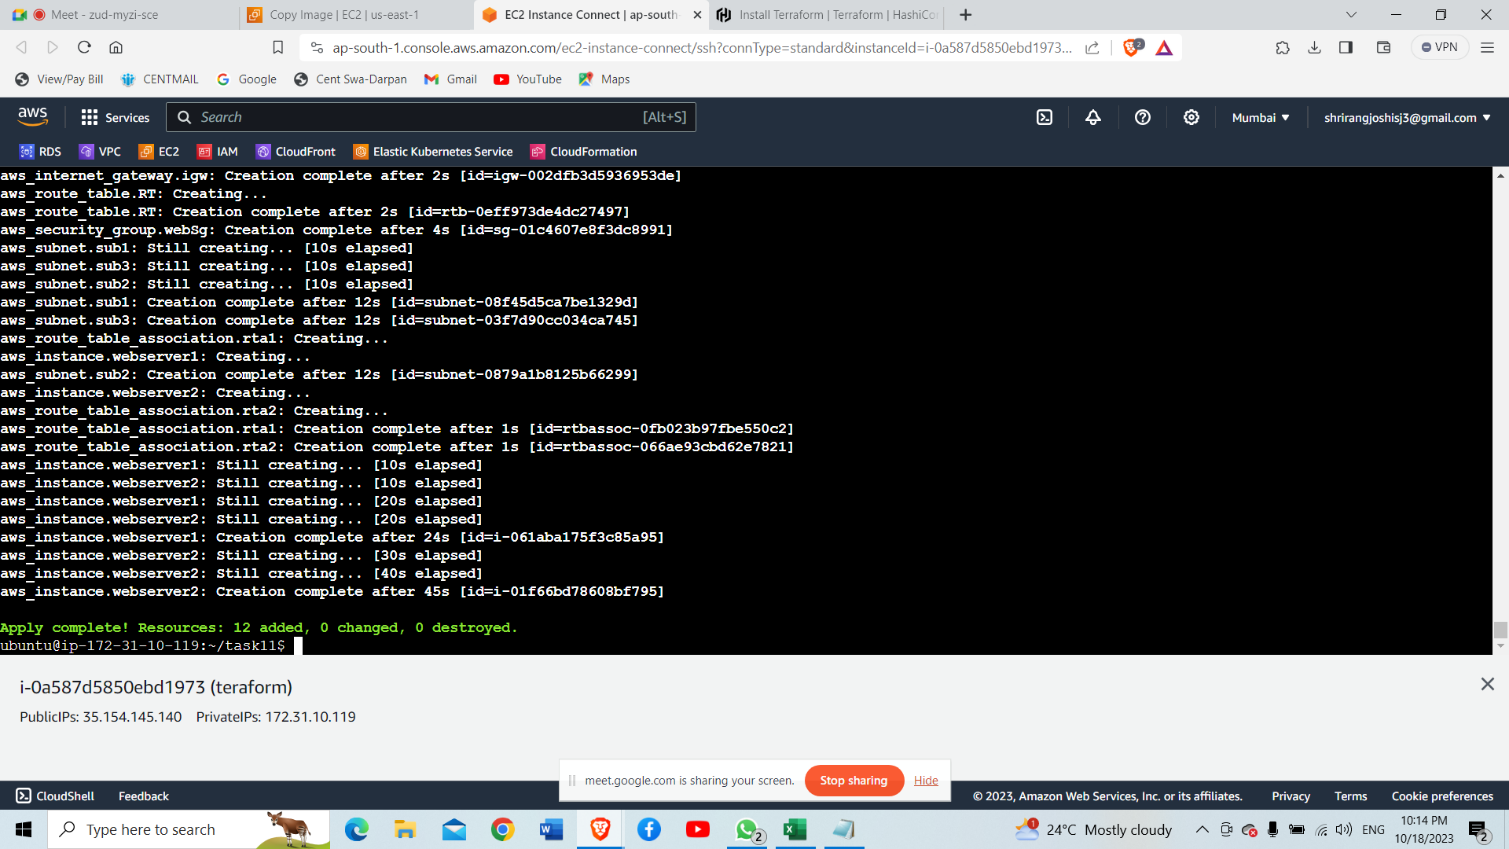 Meet - zud-myzi-sce
Copy Image | EC2 | us-east-1
EC2 Instance Connect | ap-south-
Install Terraform | Terraform | HashiCo
ap-south-1.console.aws.amazon.com/ec2-instance-connect/ssh?connType=standard&instanceId=i-0a587d5850ebd1973...
2
VPN
View/Pay Bill
CENTMAIL
Google
Cent Swa-Darpan
Gmail
YouTube
Maps
aws
Services
Search
[Alt+S]
Mumbai
shrirangjoshisj3@gmail.com
RDS
VPC
EC2
IAM
CloudFront
Elastic Kubernetes Service
CloudFormation
aws_internet_gateway.igw: Creation complete after 2s [id=igw-002dfb3d5936953de]
aws_route_table.RT: Creating...
aws_route_table.RT: Creation complete after 2s [id=rtb-0eff973de4dc27497]
aws_security_group.webSg: Creation complete after 4s [id=sg-01c4607e8f3dc8991]
aws_subnet.sub1: Still creating... [10s elapsed]
aws_subnet.sub3: Still creating... [10s elapsed]
aws_subnet.sub2: Still creating... [10s elapsed]
aws_subnet.sub1: Creation complete after 12s [id=subnet-08f45d5ca7be1329d]
aws_subnet.sub3: Creation complete after 12s [id=subnet-03f7d90cc034ca745]
aws_route_table_association.rta1: Creating...
aws_instance.webserver1: Creating...
aws_subnet.sub2: Creation complete after 12s [id=subnet-0879a1b8125b66299]
aws_instance.webserver2: Creating...
aws_route_table_association.rta2: Creating...
aws_route_table_association.rta1: Creation complete after 1s [id=rtbassoc-0fb023b97fbe550c2]
aws_route_table_association.rta2: Creation complete after 1s [id=rtbassoc-066ae93cbd62e7821]
aws_instance.webserver1: Still creating... [10s elapsed]
aws_instance.webserver2: Still creating... [10s elapsed]
aws_instance.webserver1: Still creating... [20s elapsed]
aws_instance.webserver2: Still creating... [20s elapsed]
aws_instance.webserver1: Creation complete after 24s [id=i-061aba175f3c85a95]
aws_instance.webserver2: Still creating... [30s elapsed]
aws_instance.webserver2: Still creating... [40s elapsed]
aws_instance.webserver2: Creation complete after 45s [id=i-01f66bd78608bf795]
Apply complete! Resources: 12 added, 0 changed, 0 destroyed.
ubuntu@ip-172-31-10-119:~/task11$
i-0a587d5850ebd1973 (teraform)
PublicIPs: 35.154.145.140 PrivateIPs: 172.31.10.119
meet.google.com is sharing your screen.
Stop sharing
Hide
CloudShell
Feedback
© 2023, Amazon Web Services, Inc. or its affiliates.
Privacy
Terms
Cookie preferences
Type here to search
2
1
24°C Mostly cloudy
ENG
10:14 PM
10/18/2023
2